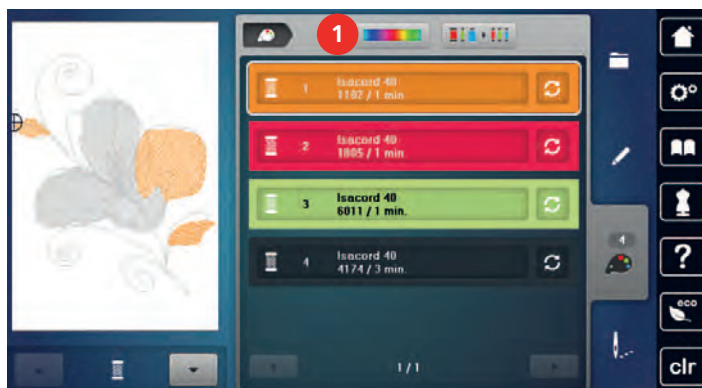 1
1
Isacord 40
1102 / 1 min.
2
Isacord 40
1805 / 1 min.
3
Isacord 40
6011 / 1 min.
4
Isacord 40
4174 / 3 min.
1/1
4
?
eco
clr